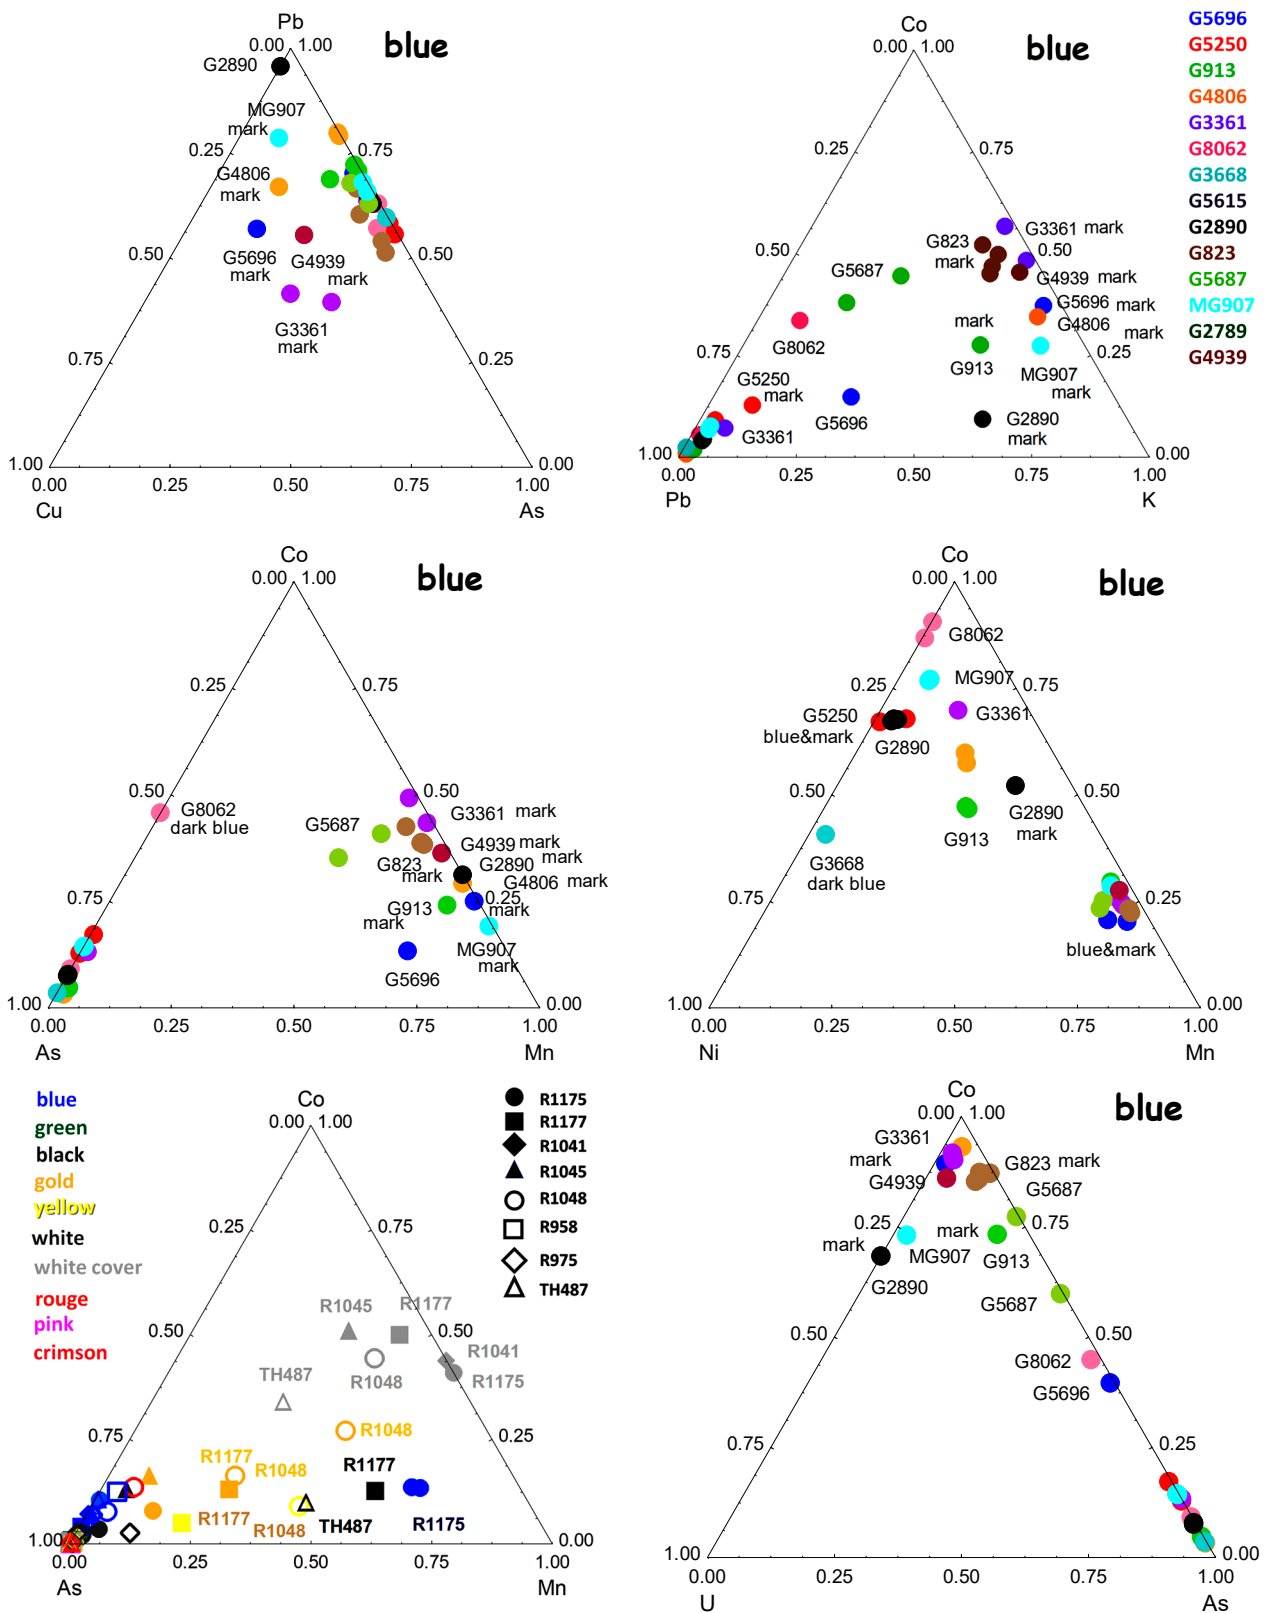 Pb
0.00 1.00
blue
G2890
MG907
mark
0.25
0.75
G4806
mark
0.50
0.50
G5696
mark
G4939
mark
G3361
mark
0.75
0.25
1.00
0.00
0.00
0.25
0.50
0.75
1.00
Cu
As
Co
0.00 1.00
blue
0.25
0.75
G3361 mark
G823
mark
0.50
0.50
G5687
G4939 mark
G5696 mark
G4806 mark
mark
G8062
G913
MG907
mark
0.75
0.25
G5250
mark
G5696
G2890
mark
G3361
1.00
0.00
0.00
0.25
0.50
0.75
1.00
Pb
K
G5696
G5250
G913
G4806
G3361
G8062
G3668
G5615
G2890
G823
G5687
MG907
G2789
G4939
Co
0.00 1.00
blue
0.25
0.75
0.50
0.50
G8062
dark blue
G5687
G3361 mark
G4939 mark
G823
mark
G2890
mark
G4806 mark
0.75
0.25
G913
mark
mark
MG907
mark
G5696
1.00
0.00
0.00
0.25
0.50
0.75
1.00
As
Mn
Co
0.00 1.00
blue
G8062
0.25
MG907
0.75
G5250
blue&mark
G3361
G2890
0.50
0.50
G2890
mark
G913
G3668
dark blue
0.75
0.25
blue&mark
1.00
0.00
0.00
0.25
0.50
0.75
1.00
Ni
Mn
blue
green
black
gold
yellow
white
white cover
rouge
pink
crimson
Co
0.00 1.00
R1175
R1177
R1041
R1045
R1048
R958
R975
TH487
0.25
0.75
R1045
R1177
0.50
0.50
R1041
R1048
R1175
TH487
R1048
0.75
0.25
R1177
R1048
R1177
R1177
R1048
TH487
R1175
1.00
0.00
0.00
0.25
0.50
0.75
1.00
As
Mn
Co
0.00 1.00
blue
G3361
mark
G4939
G823 mark
G5687
0.25
0.75
mark
mark
MG907
G913
G2890
G5687
0.50
0.50
G8062
G5696
0.75
0.25
1.00
0.00
0.00
0.25
0.50
0.75
1.00
U
As